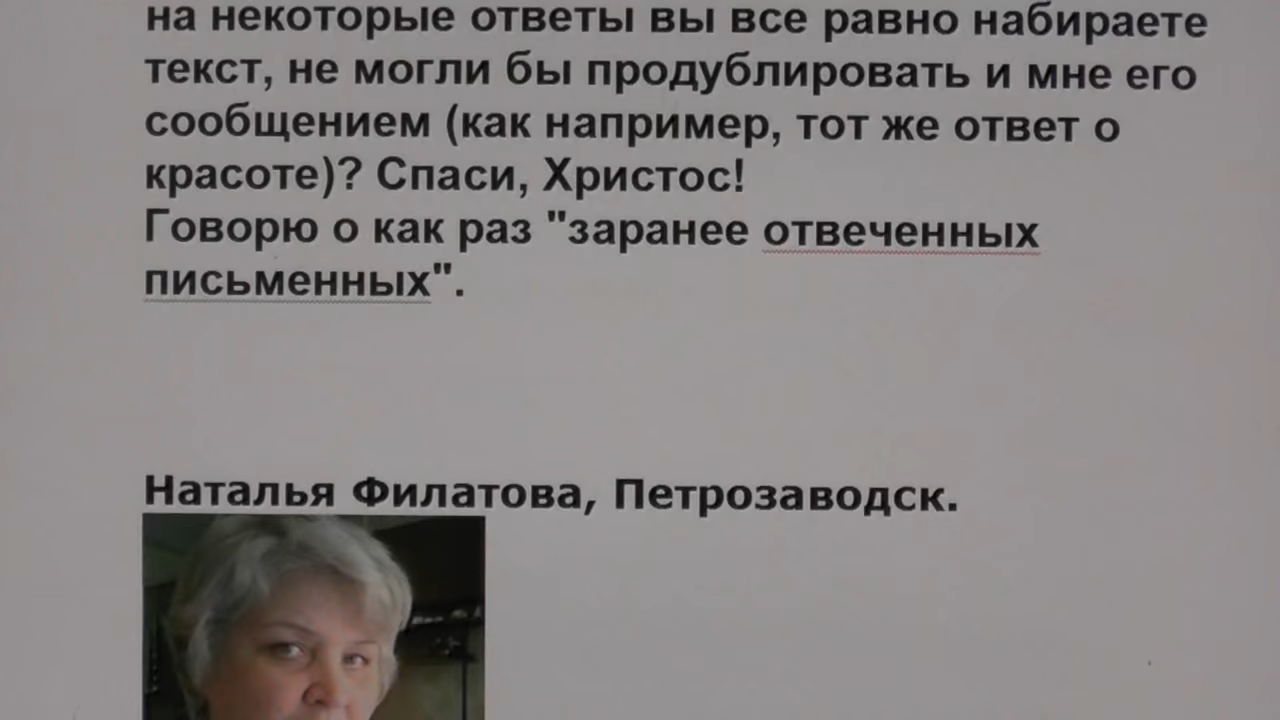 на некоторые ответы вы все равно набираете
текст, не могли бы продублировать и мне его
сообщением (как например, тот же ответ о
красоте)? Спаси, Христос!
Говорю о как раз "заранее отвеченных
письменных".
Наталья Филатова, Петрозаводск.